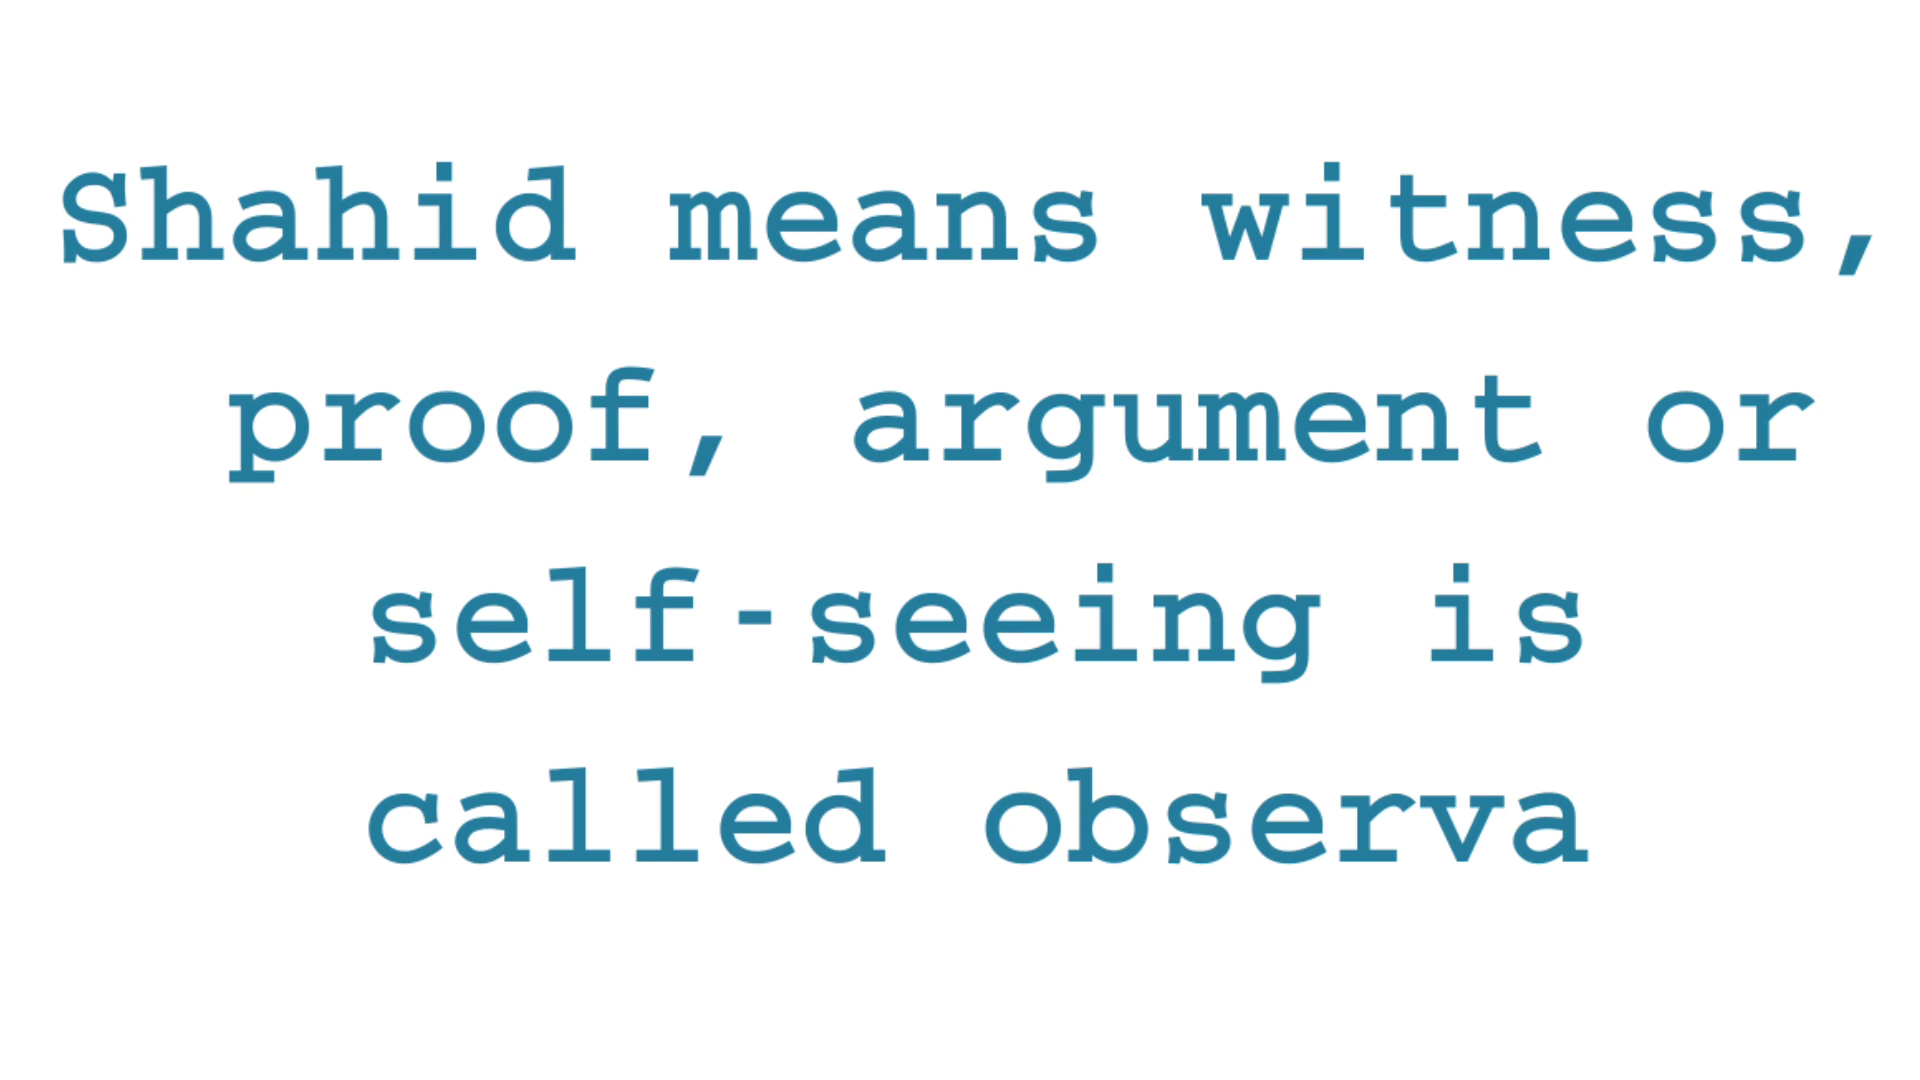 Shahid means witness,
proof, argument or
self-seeing is
called observa